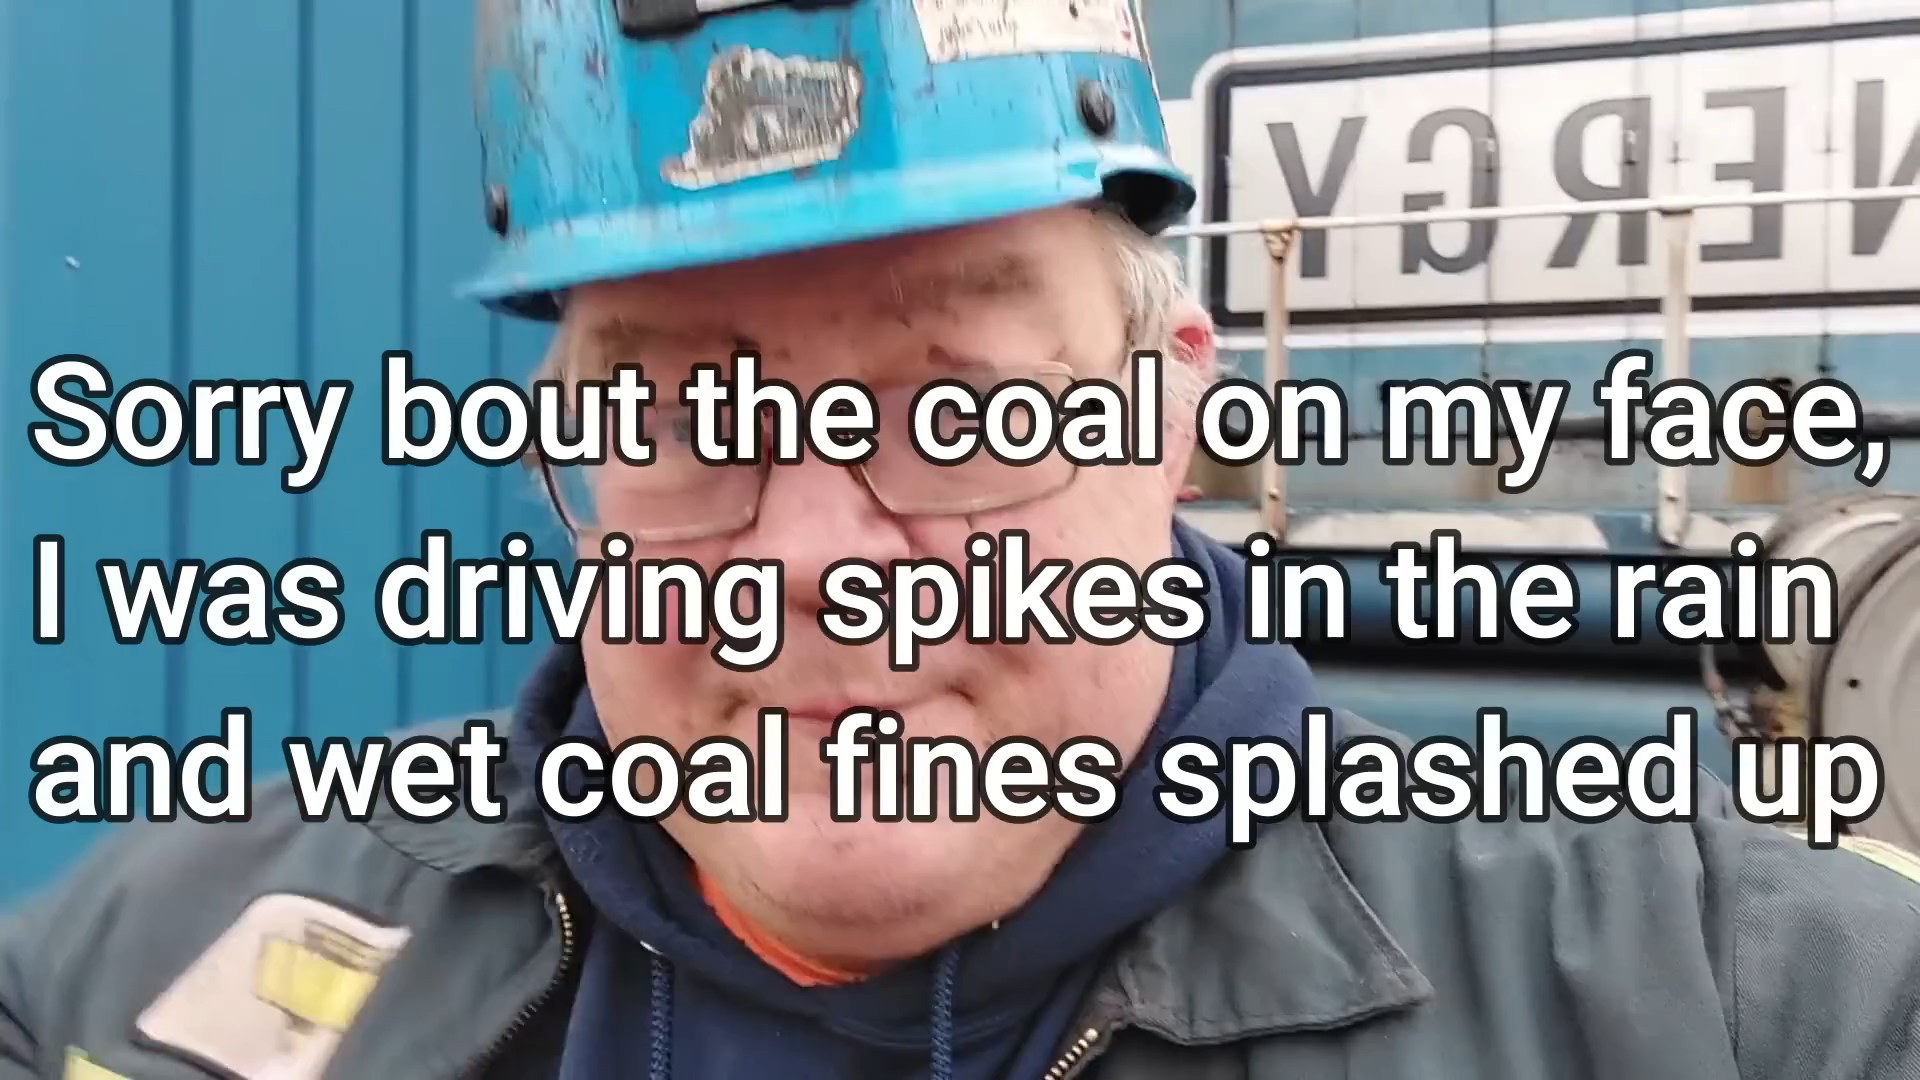 NERGY
Sorry bout the coal on my face,
I was driving spikes in the rain
and wet coal fines splashed up